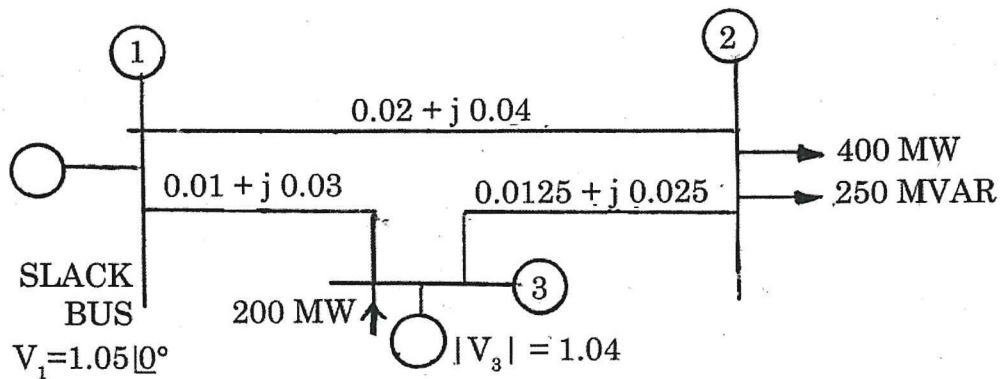 1
2
0.02 + j 0.04
400 MW
0.01 + j 0.03
0.0125 + j 0.025
250 MVAR
SLACK
BUS
200 MW
3
V₁=1.05|0°
|V₃| = 1.04